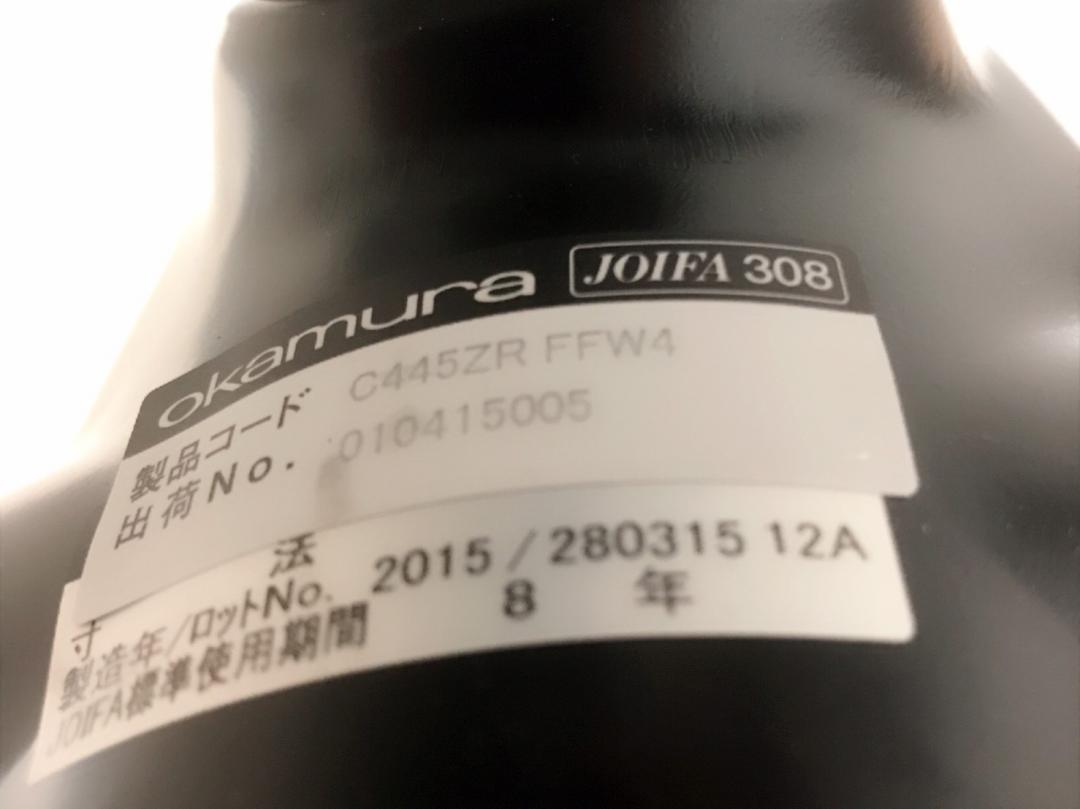 okamura JOIFA 308
製品コード C445ZR FFW4
出荷No. 010415005
寸法
製造年/ロットNo. 2015/280315 12A
JOIFA標準使用期間 8 年